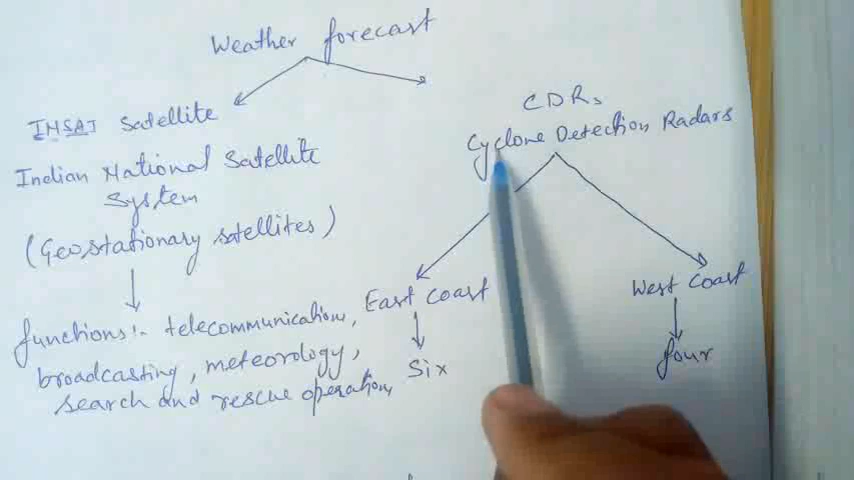 Weather forecast
INSAT Satellite
Indian National Satellite
System
(Geostationary satellites)
functions:- telecommunication,
broadcasting, meteorology,
search and rescue operation,
CDRs
Cyclone Detection Radars
East Coast
Six
West Coast
four